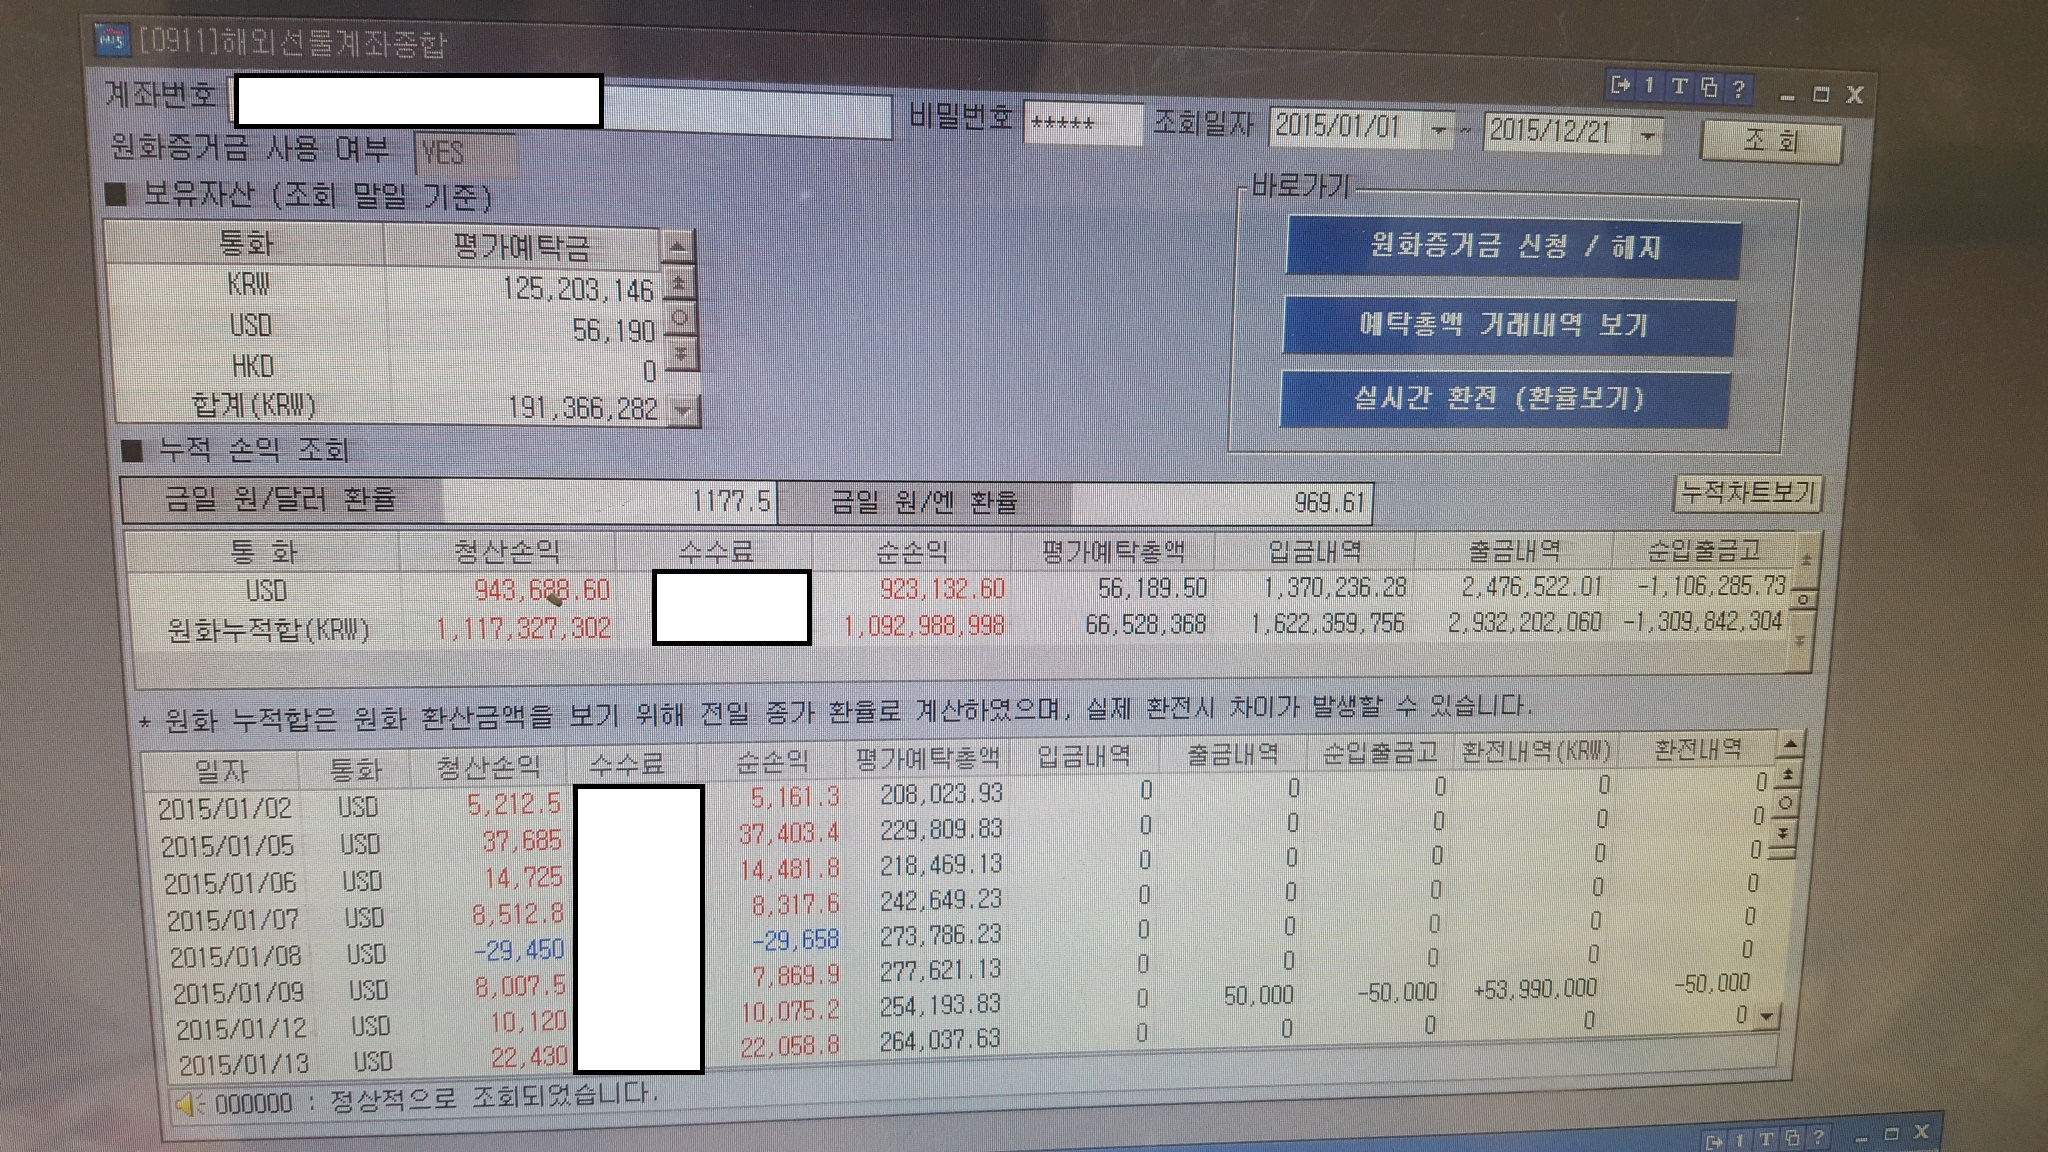 [0911]해외선물계좌종합
계좌번호 비밀번호 ***** 조회일자 2015/01/01 ~ 2015/12/21 조 회
원화증거금 사용 여부 YES
■ 보유자산 (조회 말일 기준)
바로가기
통화 평가예탁금
KRW 125,203,146
USD 56,190
HKD 0
합계(KRW) 191,366,282
원화증거금 신청 / 해지
예탁총액 거래내역 보기
실시간 환전 (환율보기)
■ 누적 손익 조회
금일 원/달러 환율 1177.5 금일 원/엔 환율 969.61 누적차트보기
통 화 청산손익 수수료 순손익 평가예탁총액 입금내역 출금내역 순입출금고
USD 943,688.60 923,132.60 56,189.50 1,370,236.28 2,476,522.01 -1,106,285.73
원화누적합(KRW) 1,117,327,302 1,092,988,998 66,528,368 1,622,359,756 2,932,202,060 -1,309,842,304
* 원화 누적합은 원화 환산금액을 보기 위해 전일 종가 환율로 계산하였으며, 실제 환전시 차이가 발생할 수 있습니다.
일자 통화 청산손익 수수료 순손익 평가예탁총액 입금내역 출금내역 순입출금고 환전내역(KRW) 환전내역
2015/01/02 USD 5,212.5 5,161.3 208,023.93 0 0 0 0 0
2015/01/05 USD 37,685 37,403.4 229,809.83 0 0 0 0 0
2015/01/06 USD 14,725 14,481.8 218,469.13 0 0 0 0 0
2015/01/07 USD 8,512.8 8,317.6 242,649.23 0 0 0 0 0
2015/01/08 USD -29,450 -29,658 273,786.23 0 0 0 0 0
2015/01/09 USD 8,007.5 7,869.9 277,621.13 0 0 0 0 0
2015/01/12 USD 10,120 10,075.2 254,193.83 0 50,000 -50,000 +53,990,000 -50,000
2015/01/13 USD 22,430 22,058.8 264,037.63 0 0 0 0 0
000000 : 정상적으로 조회되었습니다.